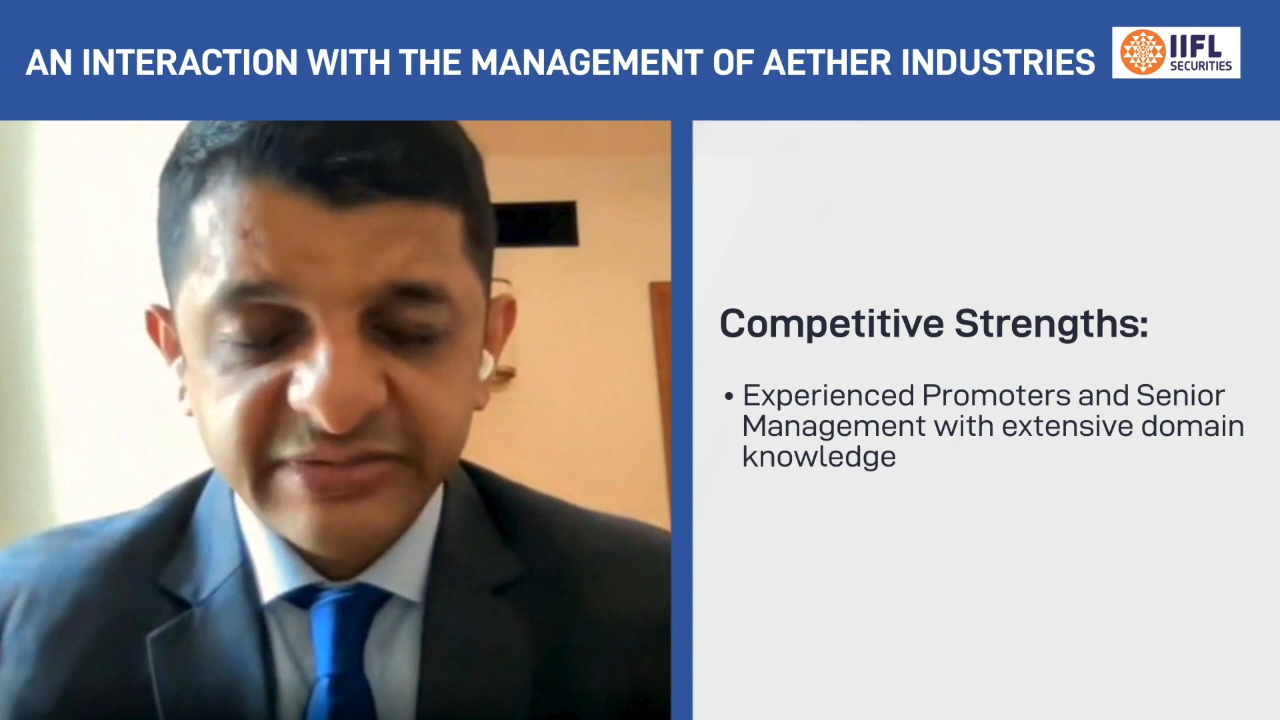 AN INTERACTION WITH THE MANAGEMENT OF AETHER INDUSTRIES
IIFL
SECURITIES
Competitive Strengths:
• Experienced Promoters and Senior
Management with extensive domain
knowledge